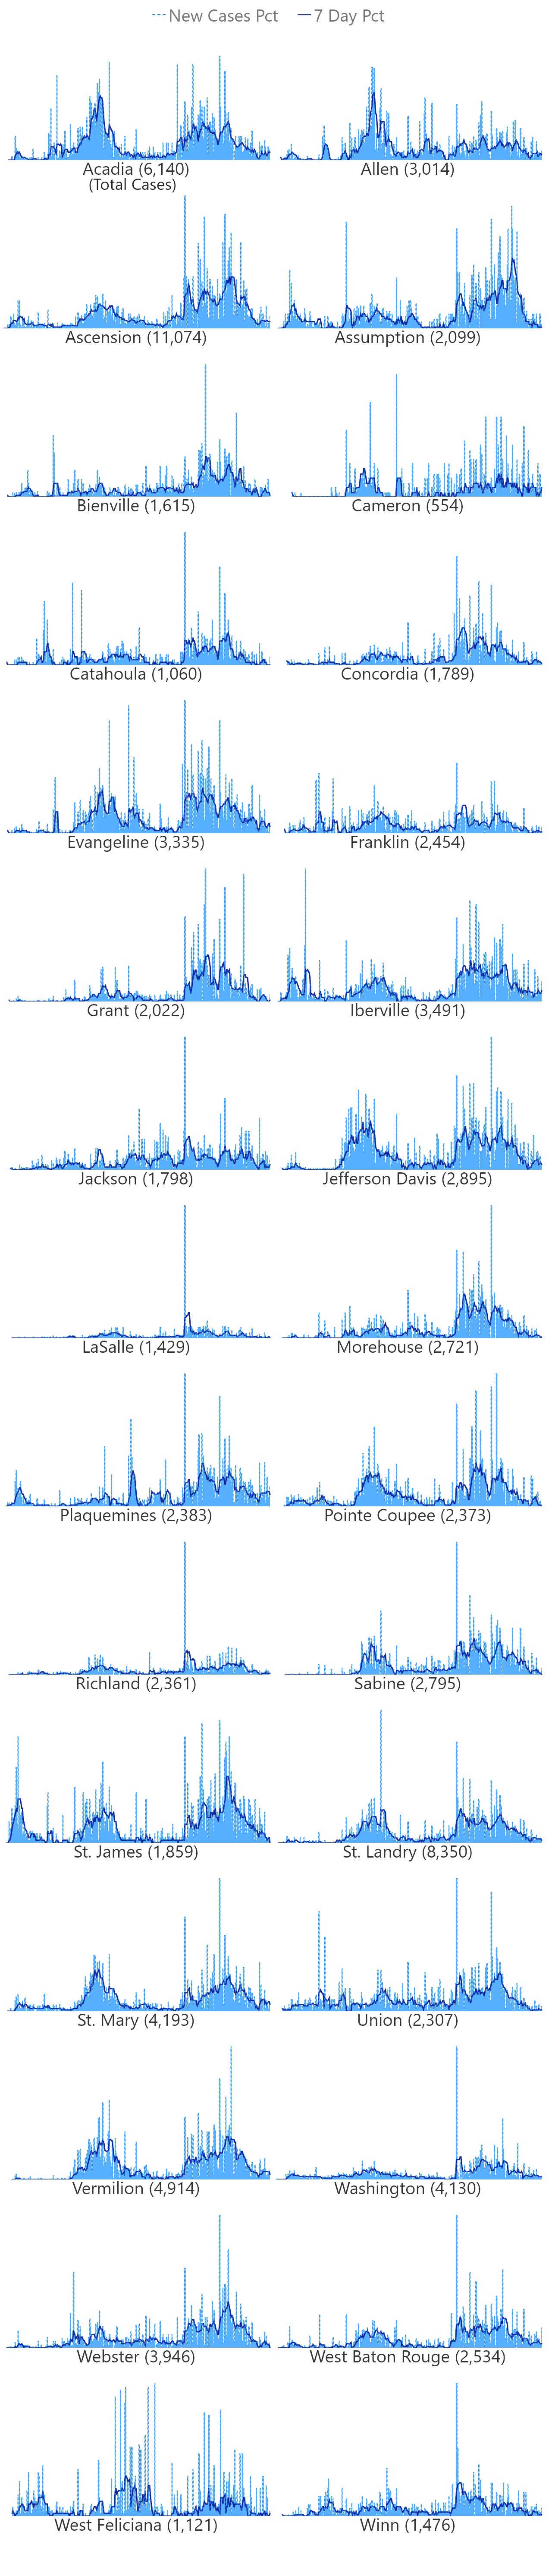 New Cases Pct 7 Day Pct
Acadia (6,140) Allen (3,014)
(Total Cases)
Ascension (11,074) Assumption (2,099)
Bienville (1,615) Cameron (554)
Catahoula (1,060) Concordia (1,789)
Evangeline (3,335) Franklin (2,454)
Grant (2,022) Iberville (3,491)
Jackson (1,798) Jefferson Davis (2,895)
LaSalle (1,429) Morehouse (2,721)
Plaquemines (2,383) Pointe Coupee (2,373)
Richland (2,361) Sabine (2,795)
St. James (1,859) St. Landry (8,350)
St. Mary (4,193) Union (2,307)
Vermilion (4,914) Washington (4,130)
Webster (3,946) West Baton Rouge (2,534)
West Feliciana (1,121) Winn (1,476)